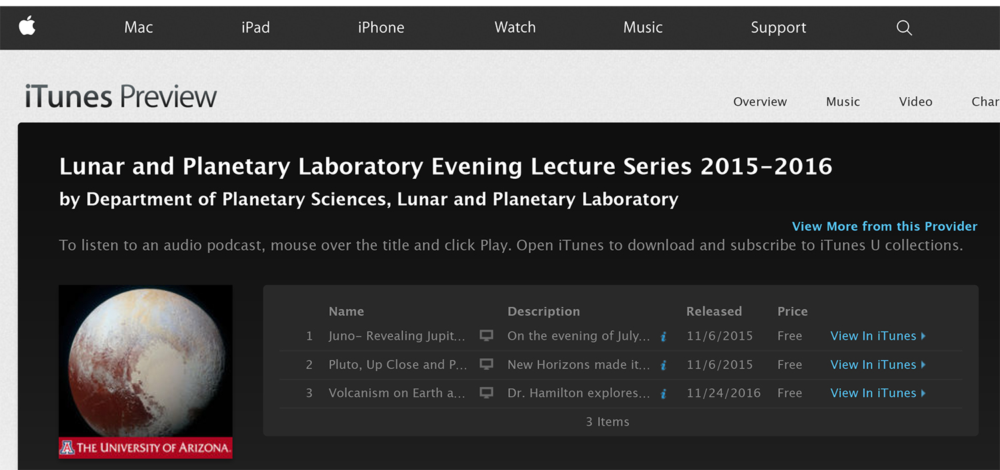 Mac iPad iPhone Watch Music Support
iTunes Preview
Overview Music Video Char
Lunar and Planetary Laboratory Evening Lecture Series 2015-2016
by Department of Planetary Sciences, Lunar and Planetary Laboratory
View More from this Provider
To listen to an audio podcast, mouse over the title and click Play. Open iTunes to download and subscribe to iTunes U collections.
Name Description Released Price
1 Juno- Revealing Jupit... On the evening of July... i 11/6/2015 Free View In iTunes
2 Pluto, Up Close and P... New Horizons made it... i 11/6/2015 Free View In iTunes
3 Volcanism on Earth a... Dr. Hamilton explores... i 11/24/2016 Free View In iTunes
3 Items
A THE UNIVERSITY OF ARIZONA.